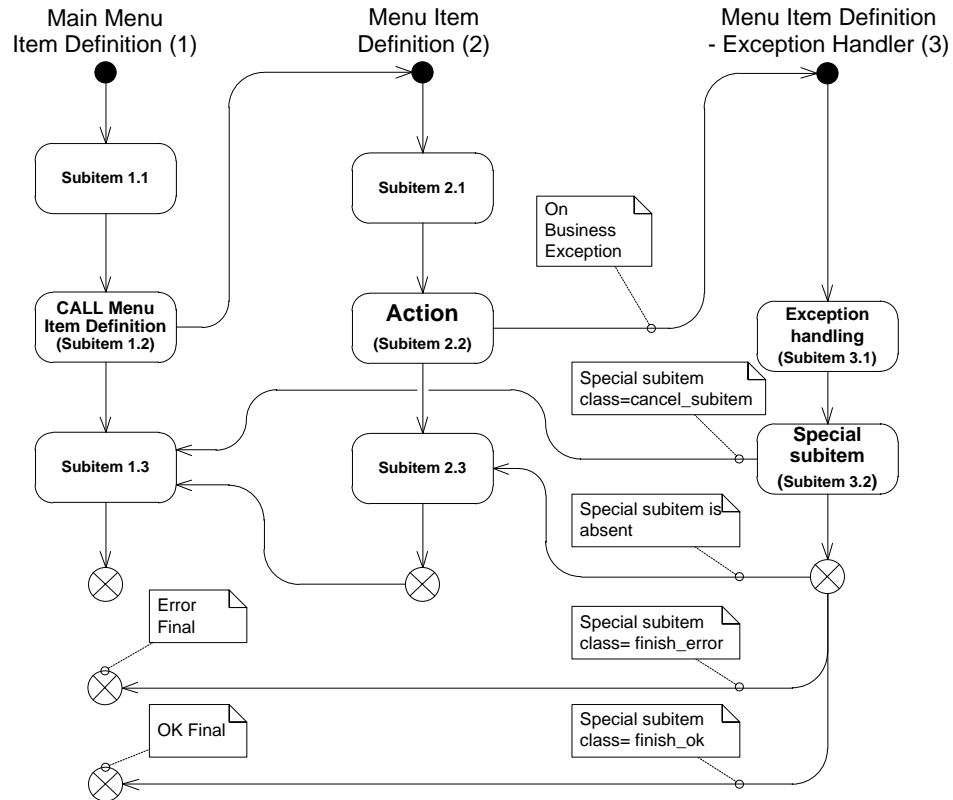 Main Menu
Item Definition (1)
Menu Item
Definition (2)
Menu Item Definition
- Exception Handler (3)
Subitem 1.1
Subitem 2.1
On
Business
Exception
CALL Menu
Item Definition
(Subitem 1.2)
Action
(Subitem 2.2)
Exception
handling
(Subitem 3.1)
Special subitem
class=cancel_subitem
Subitem 1.3
Subitem 2.3
Special
subitem
(Subitem 3.2)
Special subitem is
absent
Error
Final
Special subitem
class= finish_error
OK Final
Special subitem
class= finish_ok